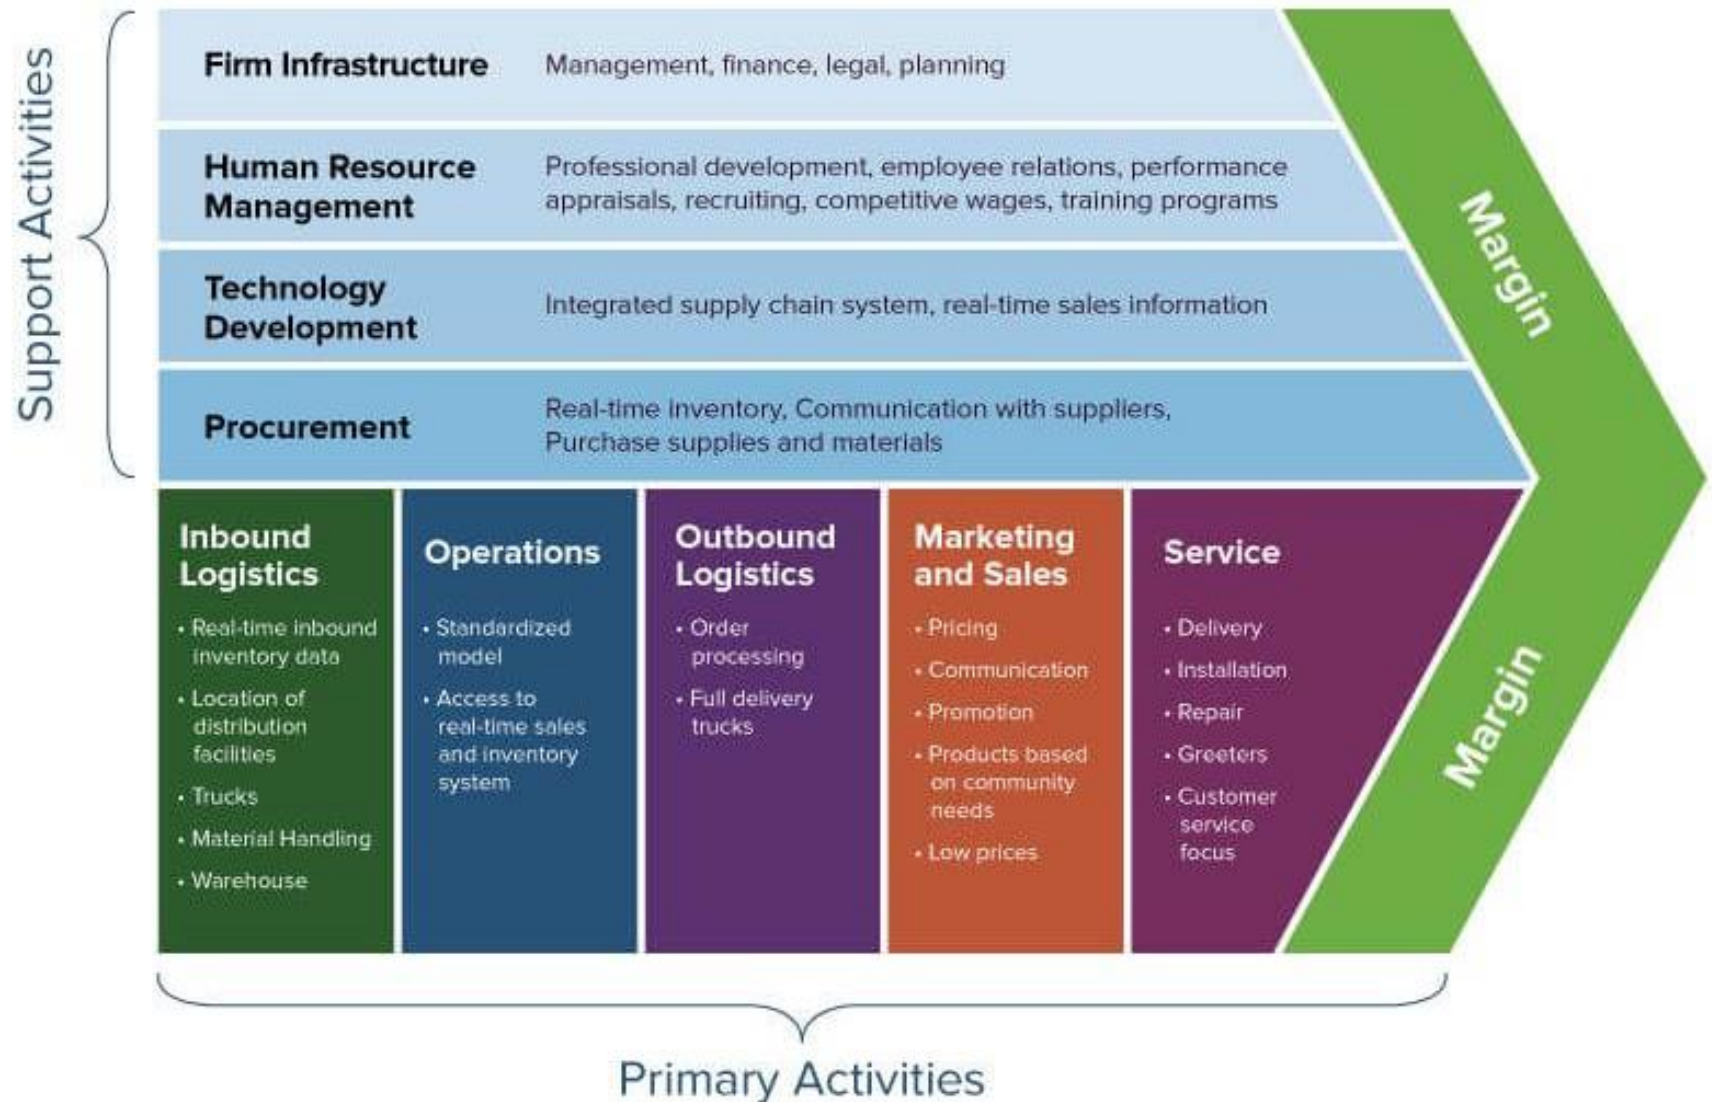 Support Activities
Firm Infrastructure
Management, finance, legal, planning
Human Resource
Management
Professional development, employee relations, performance
appraisals, recruiting, competitive wages, training programs
Technology
Development
Integrated supply chain system, real-time sales information
Procurement
Real-time inventory, Communication with suppliers,
Purchase supplies and materials
Margin
Inbound
Logistics
• Real-time inbound
inventory data
• Location of
distribution
facilities
• Trucks
• Material Handling
• Warehouse
Operations
• Standardized
model
• Access to
real-time sales
and inventory
system
Outbound
Logistics
• Order
processing
• Full delivery
trucks
Marketing
and Sales
• Pricing
• Communication
• Promotion
• Products based
on community
needs
• Low prices
Service
• Delivery
• Installation
• Repair
• Greeters
• Customer
service
focus
Margin
Primary Activities